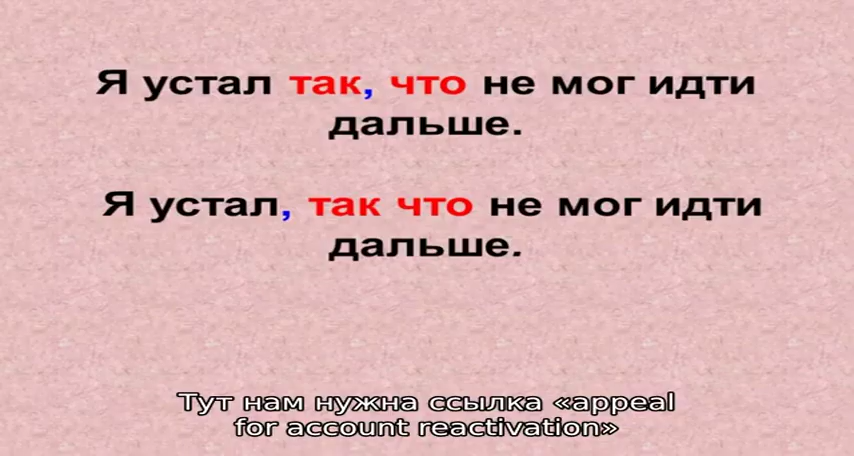 Я устал так, что не мог идти
дальше.
Я устал, так что не мог идти
дальше.
Тут нам нужна ссылка «appeal
for account reactivation»